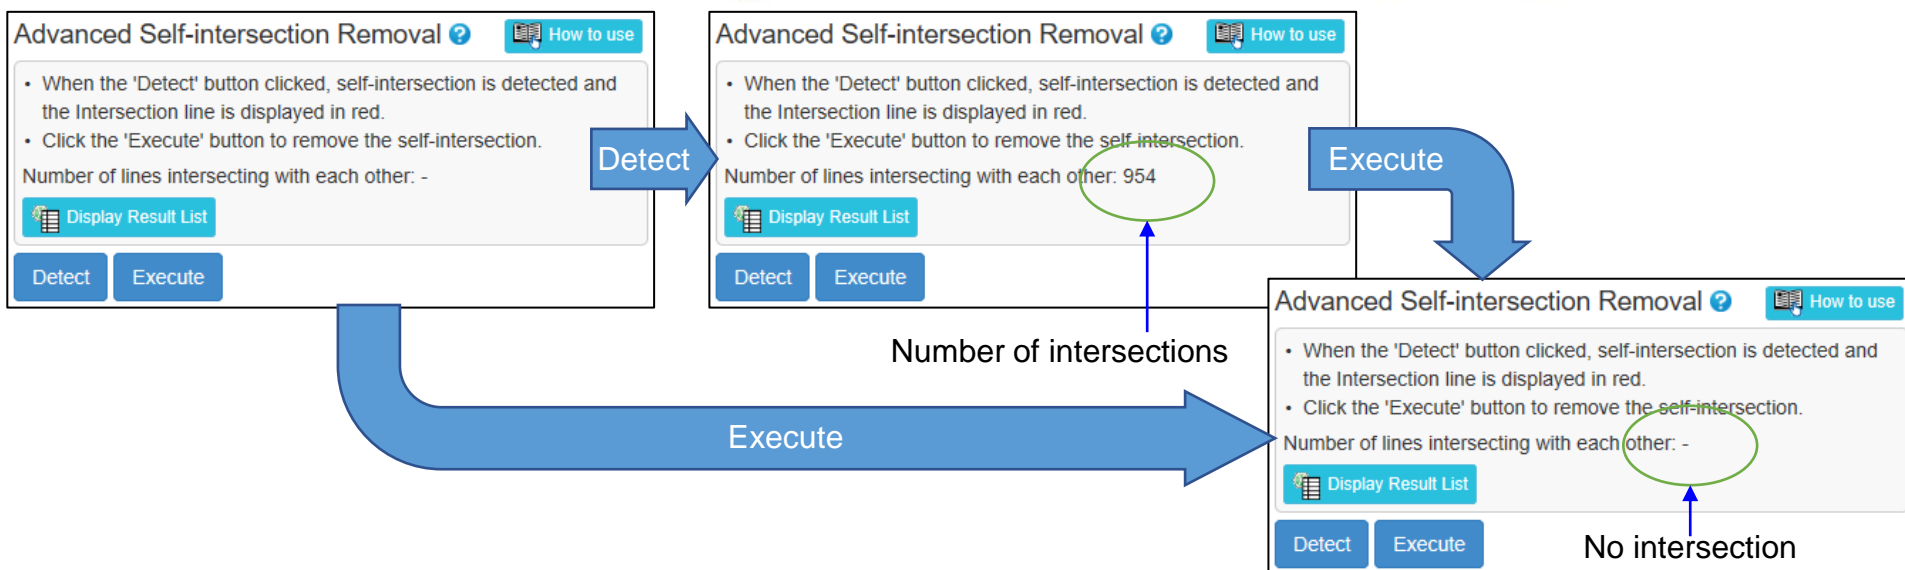 Advanced Self-intersection Removal ?
How to use
• When the 'Detect' button clicked, self-intersection is detected and
the Intersection line is displayed in red.
• Click the 'Execute' button to remove the self-intersection.
Number of lines intersecting with each other: -
Display Result List
Detect
Execute
Detect
Advanced Self-intersection Removal ?
How to use
• When the 'Detect' button clicked, self-intersection is detected and
the Intersection line is displayed in red.
• Click the 'Execute' button to remove the self-intersection.
Number of lines intersecting with each other: 954
Display Result List
Detect
Execute
Execute
Number of intersections
Execute
Advanced Self-intersection Removal ?
How to use
• When the 'Detect' button clicked, self-intersection is detected and
the Intersection line is displayed in red.
• Click the 'Execute' button to remove the self-intersection.
Number of lines intersecting with each other: -
Display Result List
Detect
Execute
No intersection